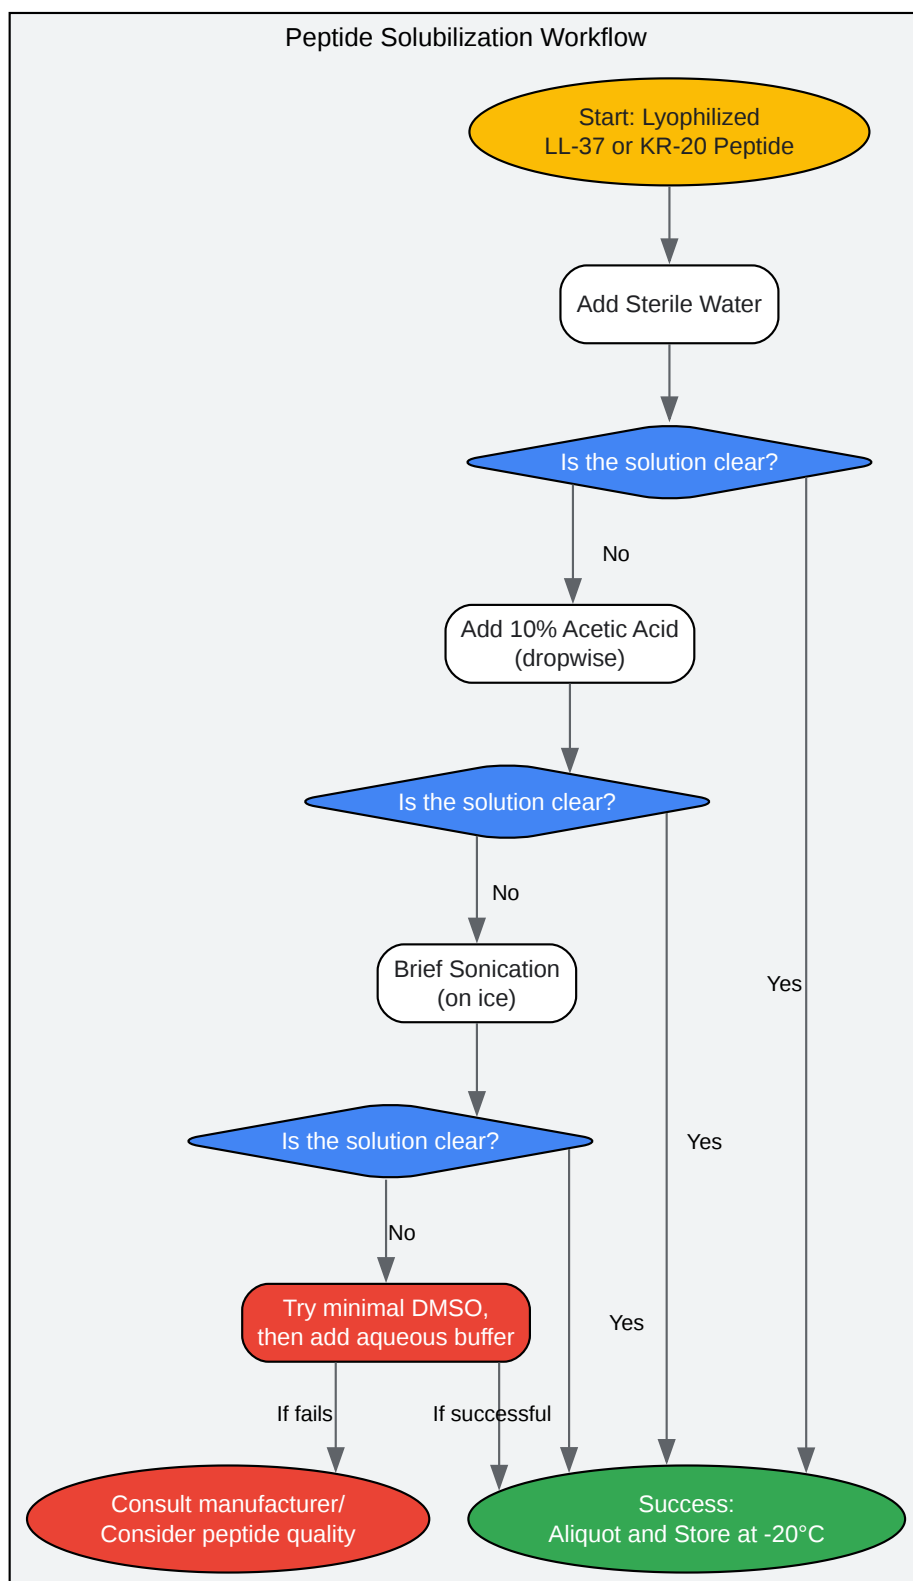 Peptide Solubilization Workflow
Start: Lyophilized
LL-37 or KR-20 Peptide
Add Sterile Water
Is the solution clear?
No
Add 10% Acetic Acid
(dropwise)
Is the solution clear?
No
Brief Sonication
(on ice)
Yes
Is the solution clear?
Yes
No
Try minimal DMSO,
then add aqueous buffer
Yes
If fails
If successful
Consult manufacturer/
Consider peptide quality
Success:
Aliquot and Store at -20°C